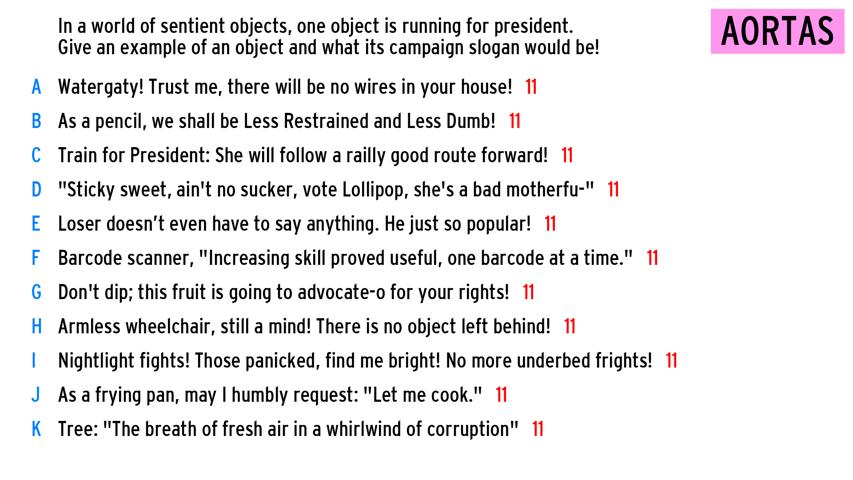 In a world of sentient objects, one object is running for president.
Give an example of an object and what its campaign slogan would be!
AORTAS
A Watergaty! Trust me, there will be no wires in your house! 11
B As a pencil, we shall be Less Restrained and Less Dumb! 11
C Train for President: She will follow a railly good route forward! 11
D "Sticky sweet, ain't no sucker, vote Lollipop, she's a bad motherfu-" 11
E Loser doesn't even have to say anything. He just so popular! 11
F Barcode scanner, "Increasing skill proved useful, one barcode at a time." 11
G Don't dip; this fruit is going to advocate-o for your rights! 11
H Armless wheelchair, still a mind! There is no object left behind! 11
I Nightlight fights! Those panicked, find me bright! No more underbed frights! 11
J As a frying pan, may I humbly request: "Let me cook." 11
K Tree: "The breath of fresh air in a whirlwind of corruption" 11